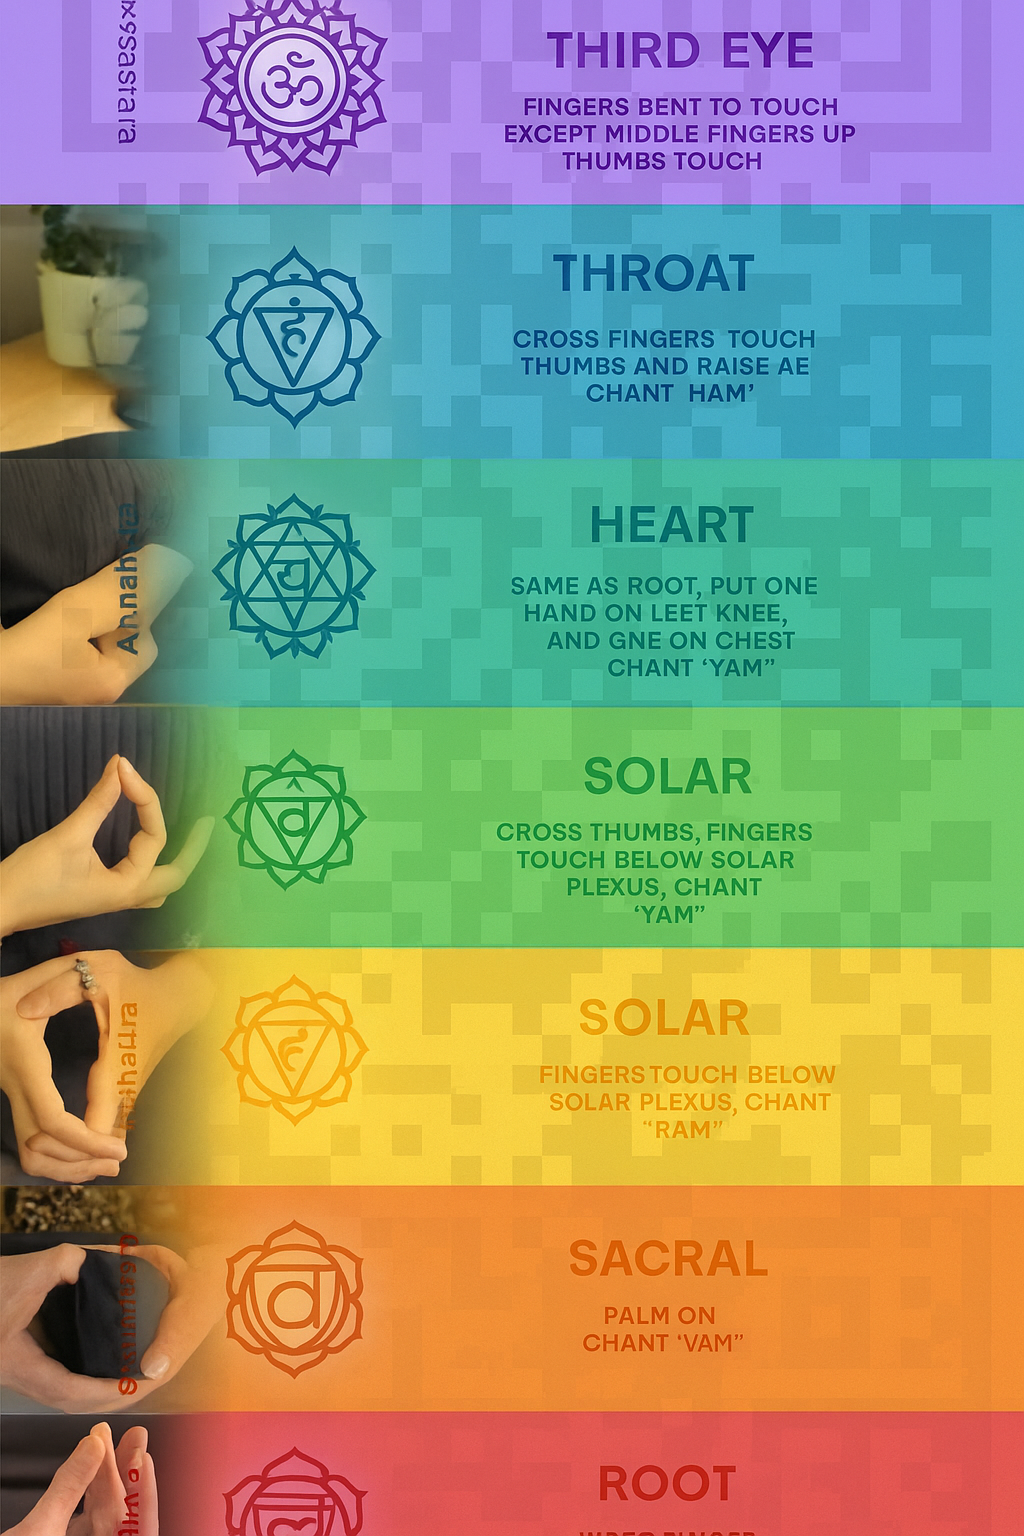 THIRD EYE
FINGERS BENT TO TOUCH
EXCEPT MIDDLE FINGERS UP
THUMBS TOUCH
THROAT
CROSS FINGERS TOUCH
THUMBS AND RAISE AE
CHANT HAM’
Annah
HEART
SAME AS ROOT, PUT ONE
HAND ON LEET KNEE,
AND GNE ON CHEST
CHANT ‘YAM”
SOLAR
CROSS THUMBS, FINGERS
TOUCH BELOW SOLAR
PLEXUS, CHANT
‘YAM”
SOLAR
FINGERS TOUCH BELOW
SOLAR PLEXUS, CHANT
“RAM”
SACRAL
PALM ON
CHANT ‘VAM”
ROOT